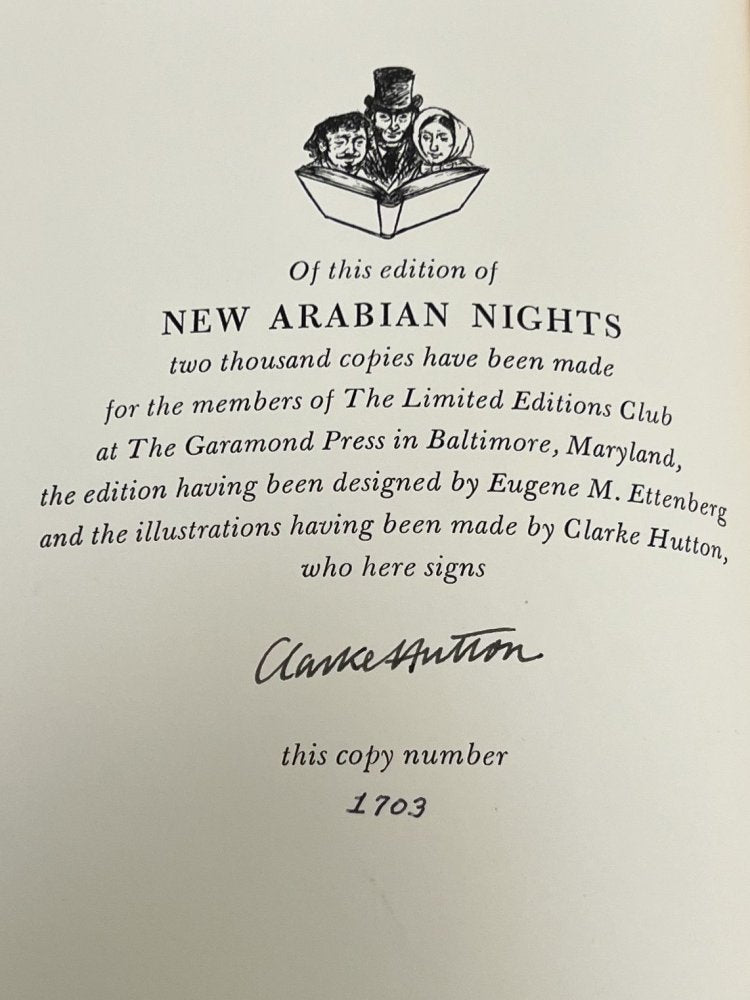 Of this edition of
NEW ARABIAN NIGHTS
two thousand copies have been made
for the members of The Limited Editions Club
at The Garamond Press in Baltimore, Maryland,
the edition having been designed by Eugene M. Ettenberg
and the illustrations having been made by Clarke Hutton,
who here signs
Clarke Hutton
this copy number
1703